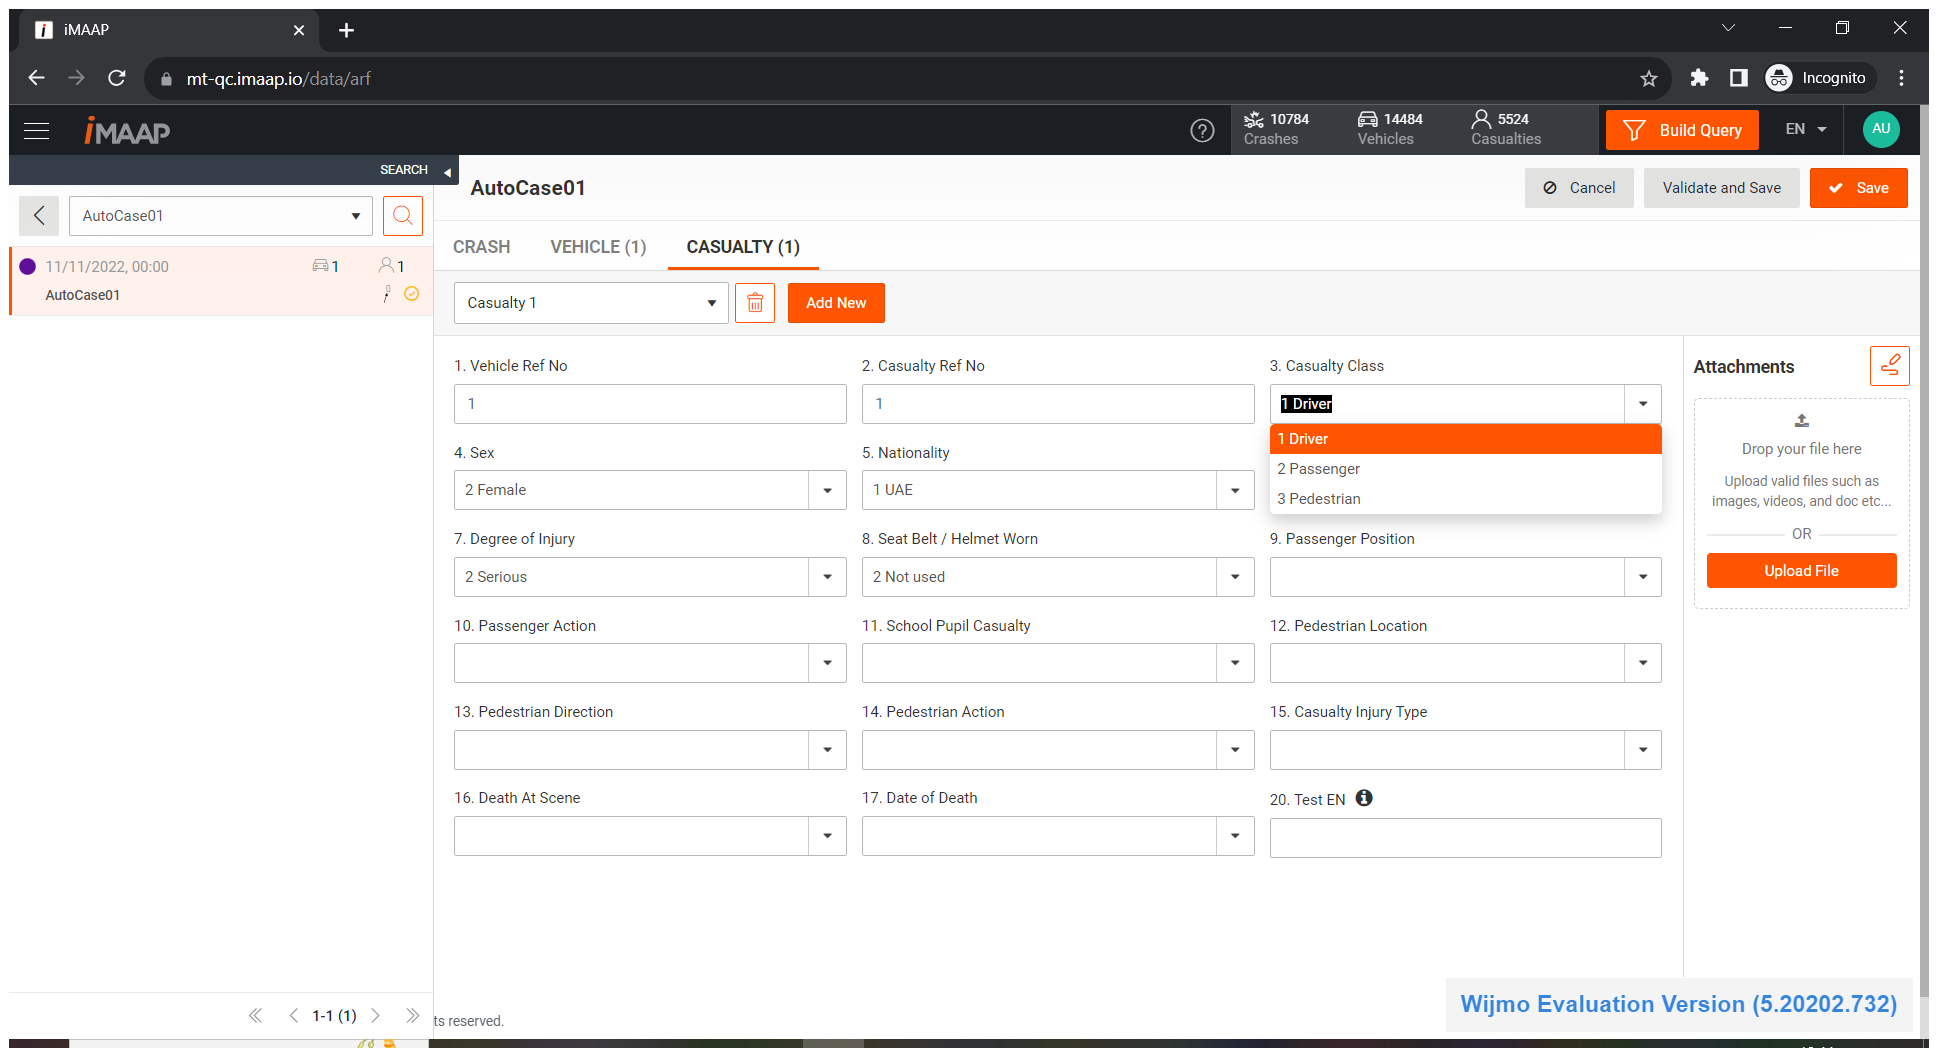 iMAAP
mt-qc.imaap.io/data/arf
Incognito
iMAAP
10784
Crashes
14484
Vehicles
5524
Casualties
Build Query
EN
AU
SEARCH
AutoCase01
Cancel
Validate and Save
Save
AutoCase01
CRASH
VEHICLE (1)
CASUALTY (1)
11/11/2022, 00:00
1
1
AutoCase01
Casualty 1
Add New
1. Vehicle Ref No
2. Casualty Ref No
3. Casualty Class
1
1
1 Driver
1 Driver
2 Passenger
3 Pedestrian
4. Sex
5. Nationality
2 Female
1 UAE
7. Degree of Injury
8. Seat Belt / Helmet Worn
9. Passenger Position
2 Serious
2 Not used
10. Passenger Action
11. School Pupil Casualty
12. Pedestrian Location
13. Pedestrian Direction
14. Pedestrian Action
15. Casualty Injury Type
16. Death At Scene
17. Date of Death
20. Test EN
Attachments
Drop your file here
Upload valid files such as
images, videos, and doc etc...
OR
Upload File
1-1 (1)
ts reserved.
Wijmo Evaluation Version (5.20202.732)